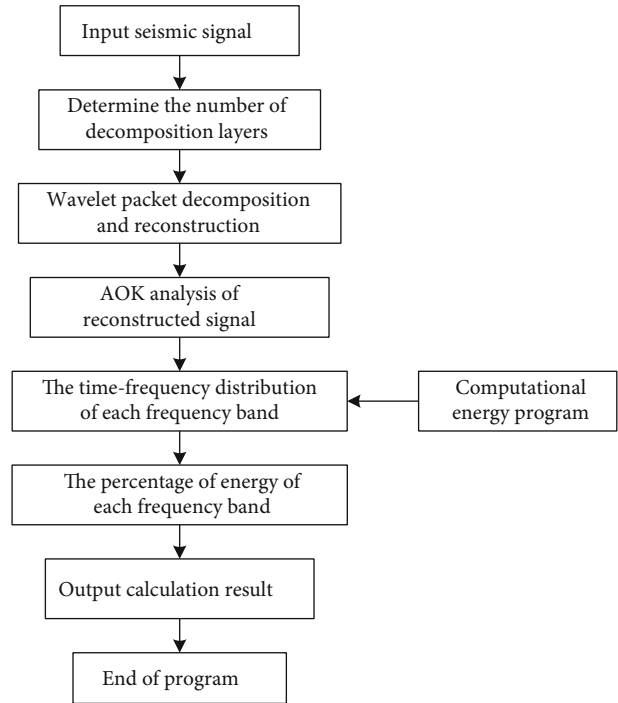 Input seismic signal
Determine the number of
decomposition layers
Wavelet packet decomposition
and reconstruction
AOK analysis of
reconstructed signal
The time-frequency distribution
of each frequency band
Computational
energy program
The percentage of energy of
each frequency band
Output calculation result
End of program